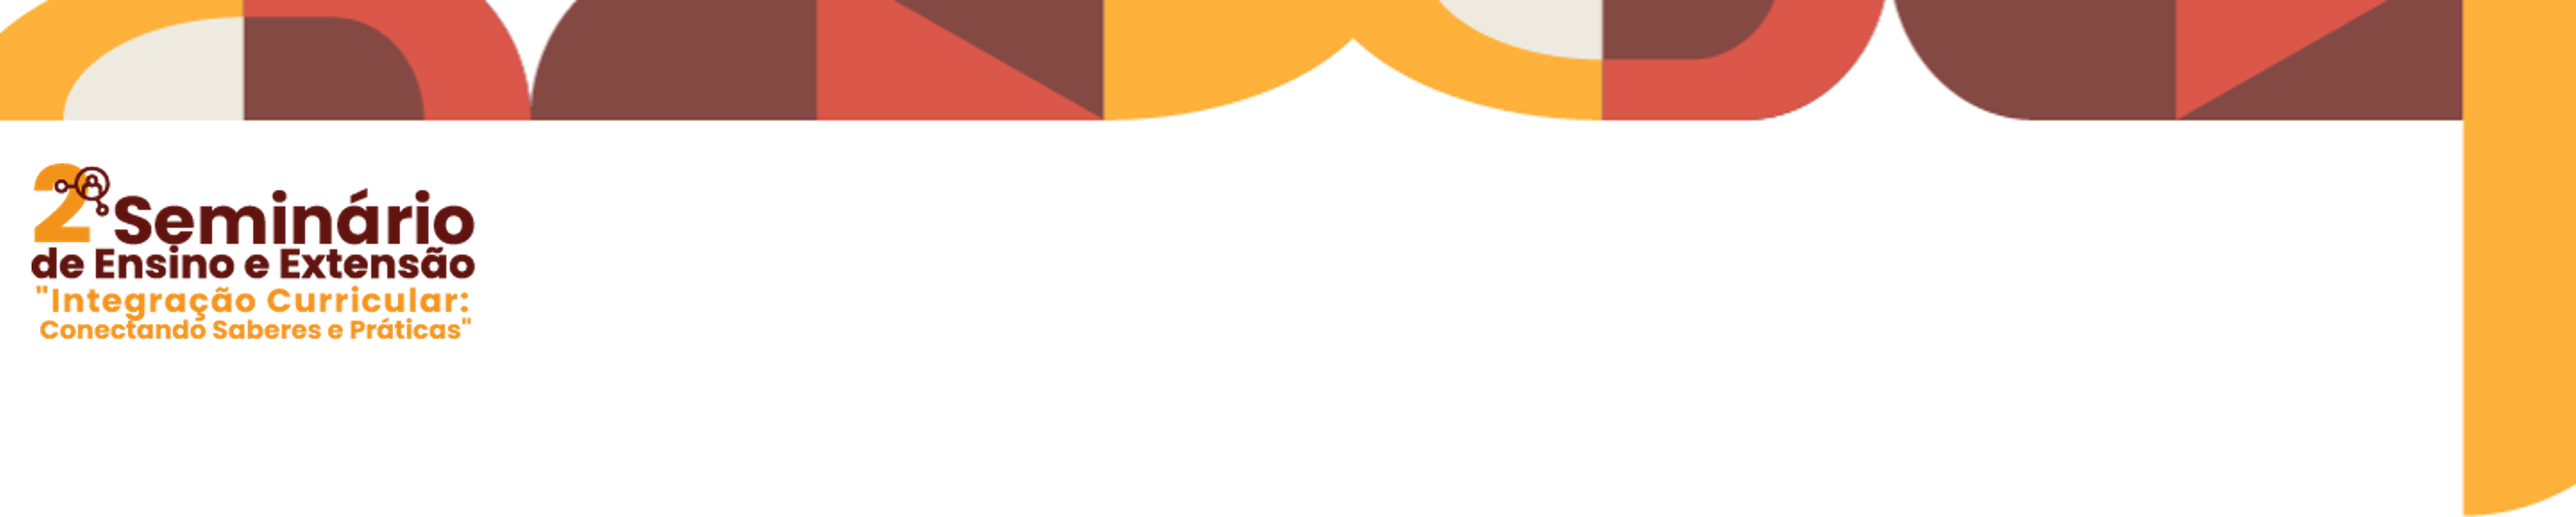 2º Seminário
de Ensino e Extensão
"Integração Curricular:
Conectando Saberes e Práticas"